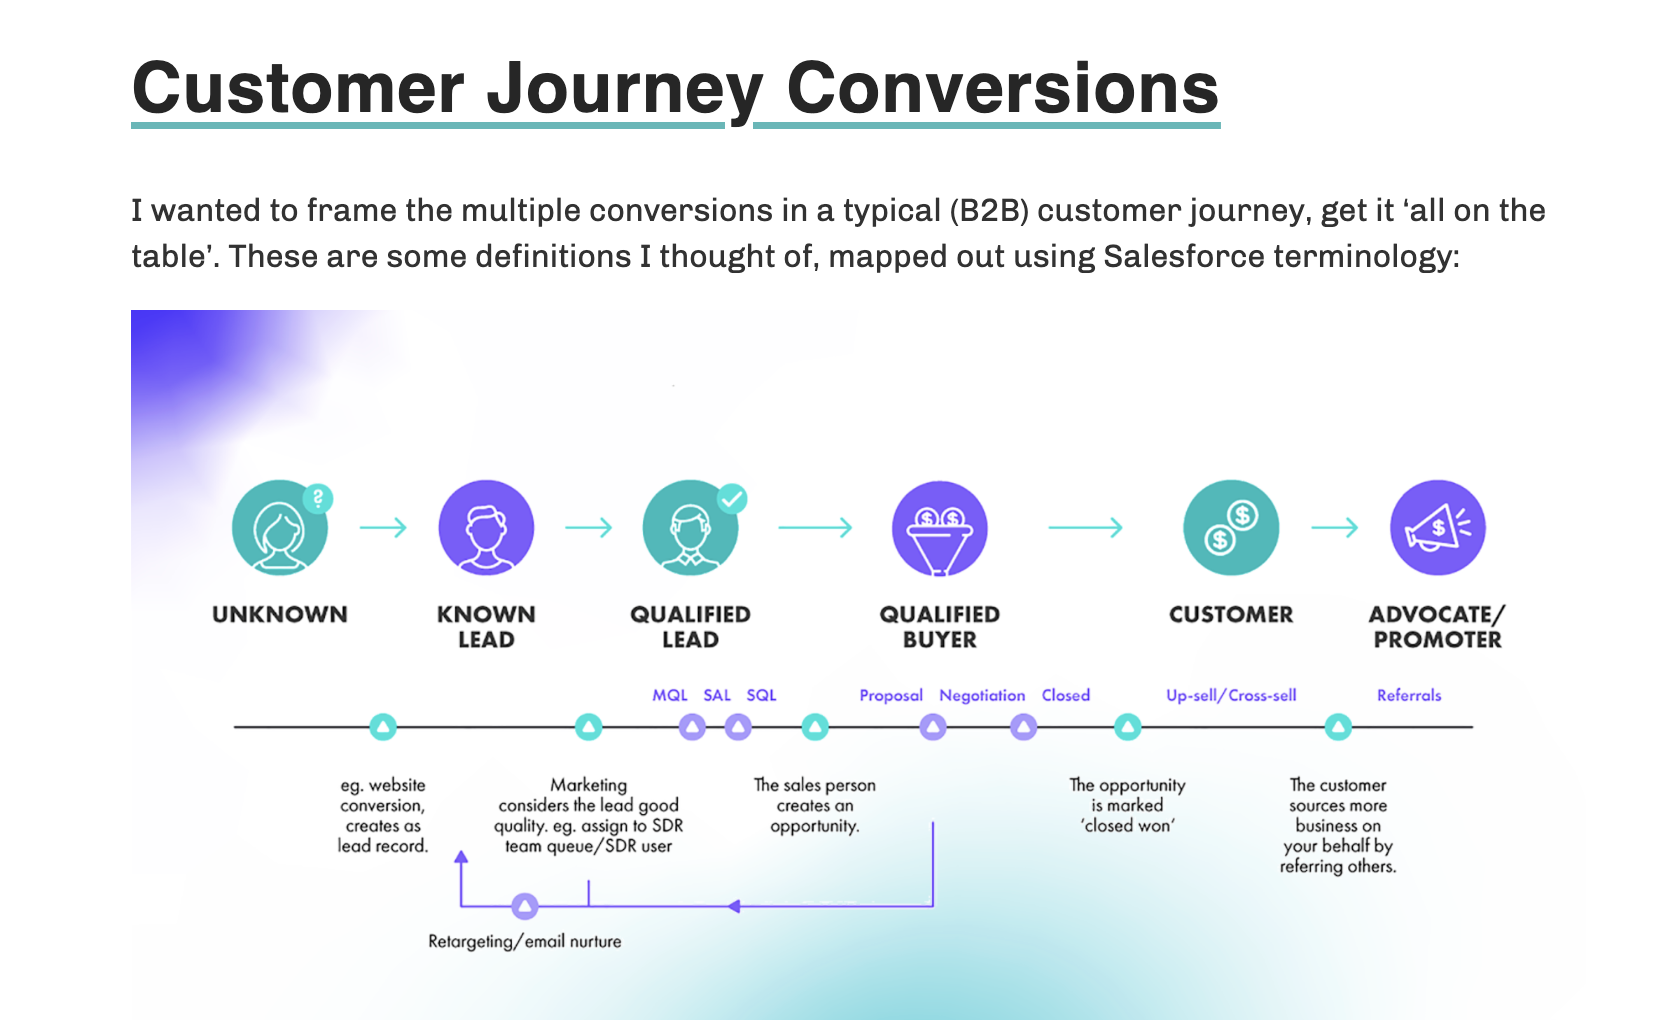 Customer Journey Conversions
I wanted to frame the multiple conversions in a typical (B2B) customer journey, get it ‘all on the
table’. These are some definitions I thought of, mapped out using Salesforce terminology:
?
$ $
$
$
$
UNKNOWN
KNOWN
LEAD
QUALIFIED
LEAD
QUALIFIED
BUYER
CUSTOMER
ADVOCATE/
PROMOTER
MQL SAL SQL
Proposal Negotiation Closed
Up-sell/Cross-sell
Referrals
eg. website
conversion,
creates as
lead record.
Marketing
considers the lead good
quality. eg. assign to SDR
team queue/SDR user
The sales person
creates an
opportunity.
The opportunity
is marked
‘closed won’
The customer
sources more
business on
your behalf by
referring others.
Retargeting/email nurture